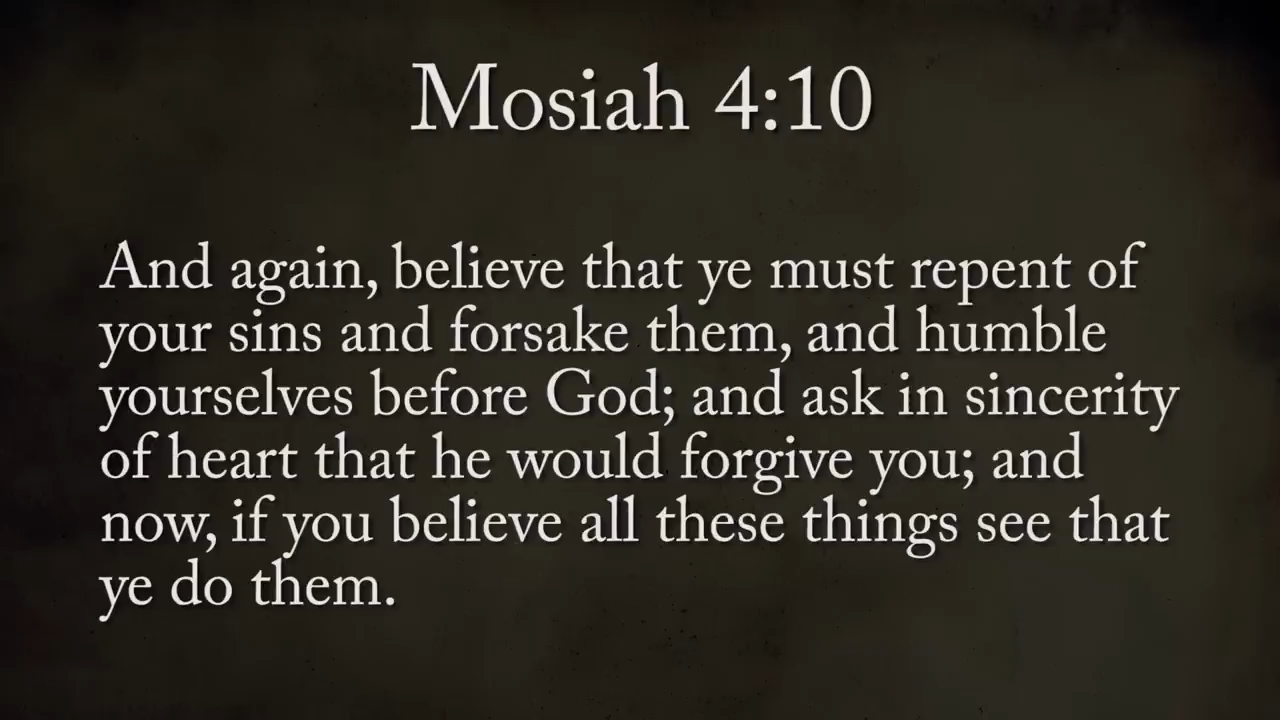 Mosiah 4:10
And again, believe that ye must repent of
your sins and forsake them, and humble
yourselves before God; and ask in sincerity
of heart that he would forgive you; and
now, if you believe all these things see that
ye do them.